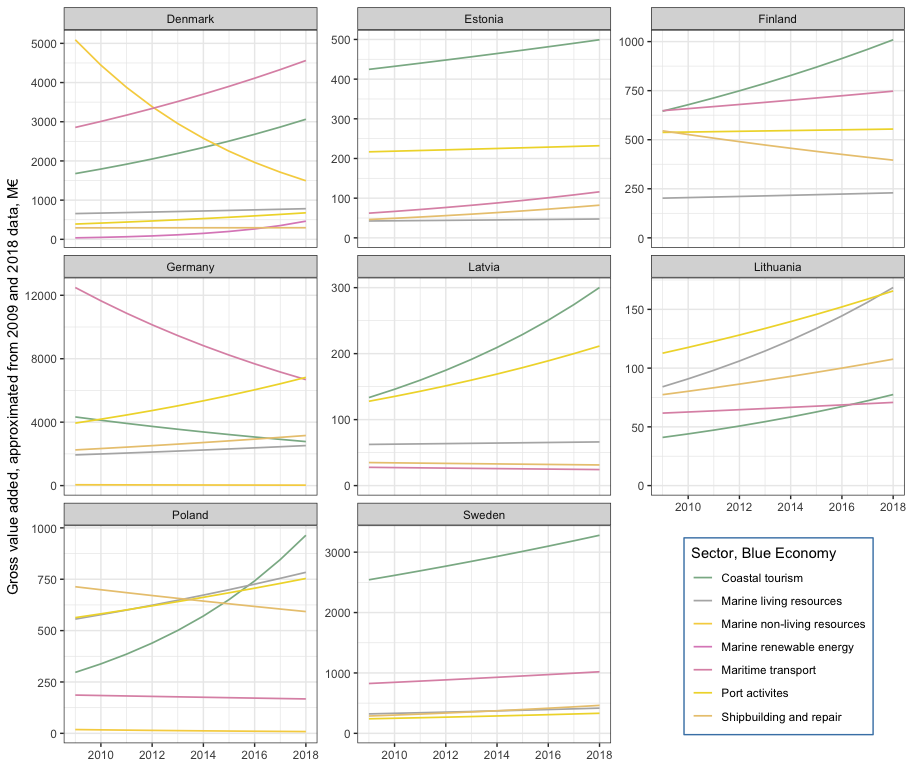 Gross value added, approximated from 2009 and 2018 data, M€
Denmark
5000
4000
3000
2000
1000
0
Estonia
500
400
300
200
100
0
Finland
1000
750
500
250
0
Germany
12000
8000
4000
0
Latvia
300
200
100
0
Lithuania
150
100
50
0
2010 2012 2014 2016 2018
Poland
1000
750
500
250
0
2010 2012 2014 2016 2018
Sweden
3000
2000
1000
0
2010 2012 2014 2016 2018
Sector, Blue Economy
Coastal tourism
Marine living resources
Marine non-living resources
Marine renewable energy
Maritime transport
Port activites
Shipbuilding and repair